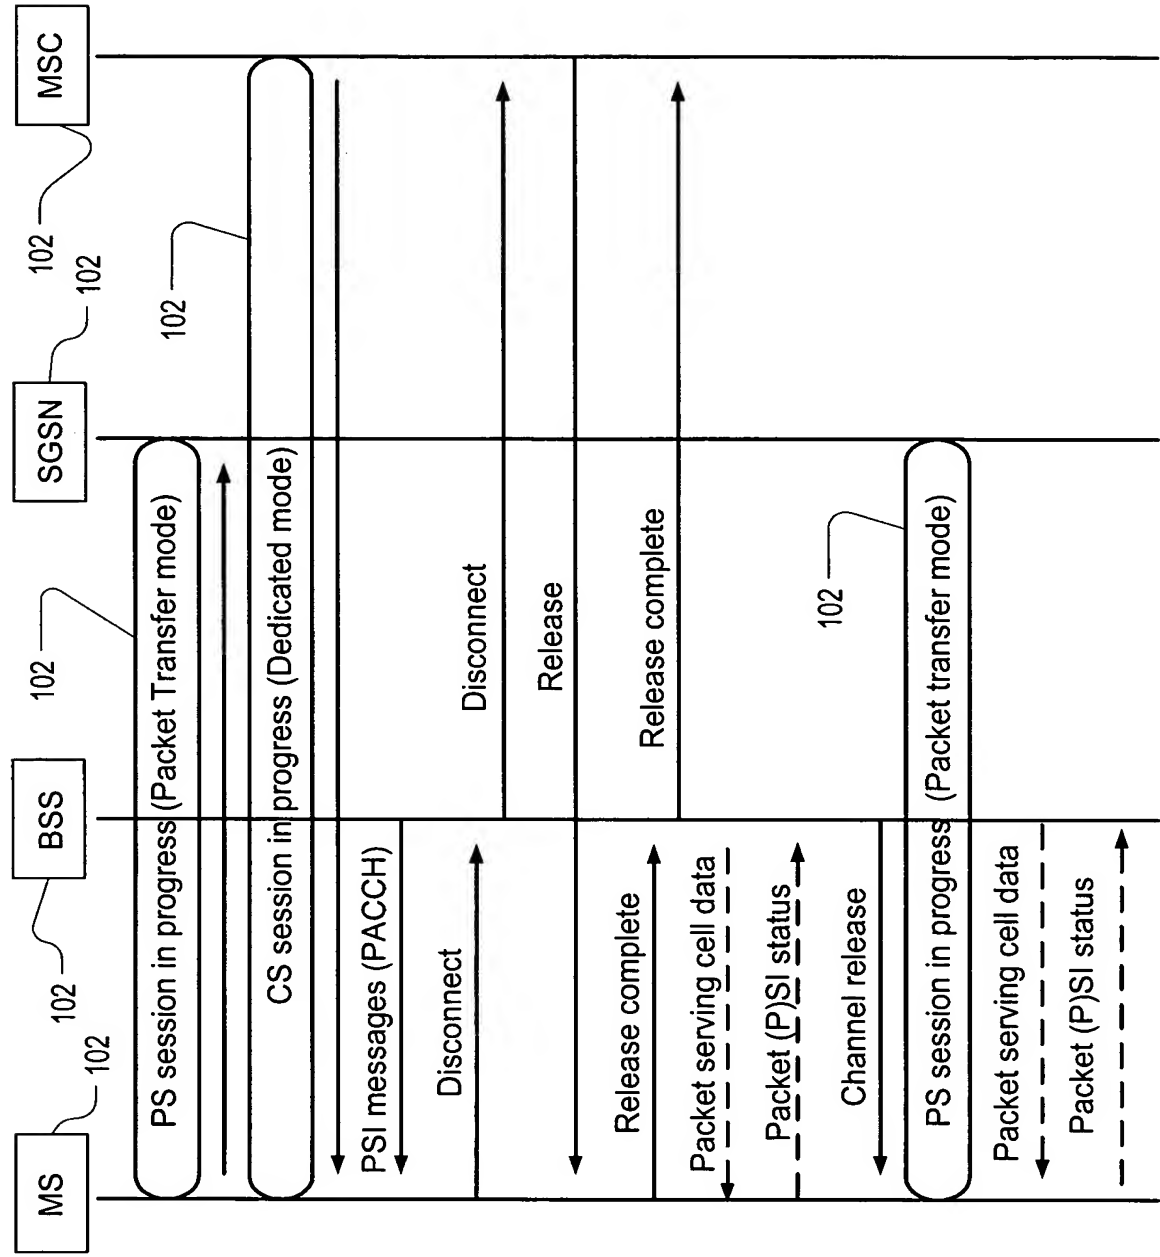 MS
102
BSS
102
SGSN
102
MSC
102
PS session in progress (Packet Transfer mode)
102
CS session in progress (Dedicated mode)
102
PSI messages (PACCH)
Disconnect
Disconnect
Release
Release complete
Release complete
Packet serving cell data
Packet (P)SI status
Channel release
PS session in progress (Packet transfer mode)
102
Packet serving cell data
Packet (P)SI status